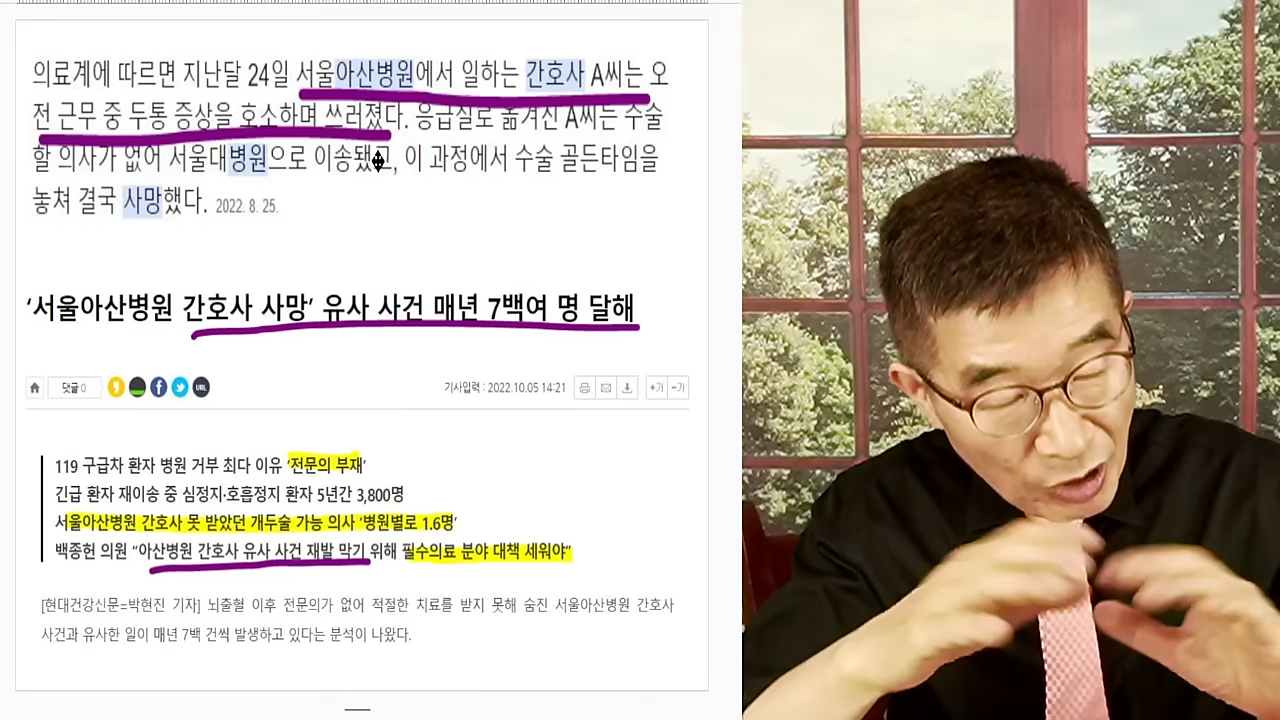 의료계에 따르면 지난달 24일 서울아산병원에서 일하는 간호사 A씨는 오
전 근무 중 두통 증상을 호소하며 쓰러졌다. 응급실로 옮겨진 A씨는 수술
할 의사가 없어 서울대병원으로 이송됐고, 이 과정에서 수술 골든타임을
놓쳐 결국 사망했다. 2022. 8. 25.
‘서울아산병원 간호사 사망’ 유사 사건 매년 7백여 명 달해
댓글 0 URL 기사입력 : 2022.10.05 14:21 +가 -가
119 구급차 환자 병원 거부 최다 이유 ‘전문의 부재’
긴급 환자 재이송 중 심정지·호흡정지 환자 5년간 3,800명
서울아산병원 간호사 못 받았던 개두술 가능 의사 ‘병원별로 1.6명’
백종헌 의원 “아산병원 간호사 유사 사건 재발 막기 위해 필수의료 분야 대책 세워야”
[현대건강신문=박현진 기자] 뇌출혈 이후 전문의가 없어 적절한 치료를 받지 못해 숨진 서울아산병원 간호사
사건과 유사한 일이 매년 7백 건씩 발생하고 있다는 분석이 나왔다.